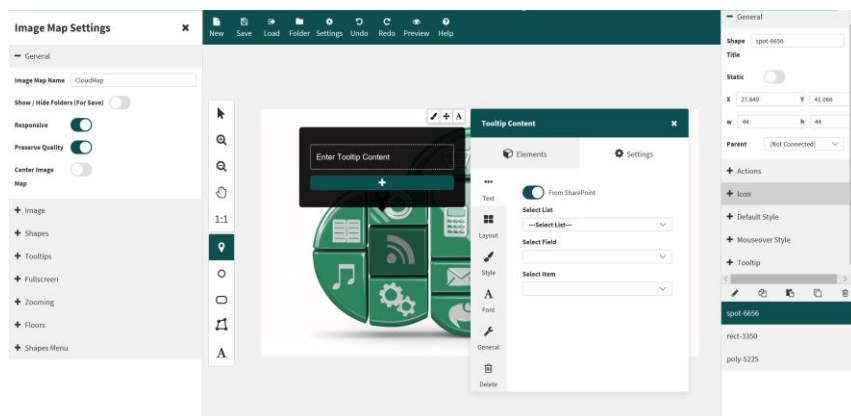 Image Map Settings
General
Image Map Name CloudMap
Show / Hide Folders (For Save)
Responsive
Preserve Quality
Center Image
Map
Image
Shapes
Tooltips
Fullscreen
Zooming
Floors
Shapes Menu
New Save Load Folder Settings Undo Redo Preview Help
1:1
A
A
Enter Tooltip Content
Tooltip Content
Elements Settings
Text
Layout
Style
A
Font
General
Delete
From SharePoint
Select List
---Select List---
Select Field
Select Item
General
Shape spot-6656
Title
Static
X 27.649 Y 41.066
w 44 h 44
Parent (Not Connected)
Actions
Icon
Default Style
Mouseover Style
Tooltip
spot-6656
rect-3350
poly-5225